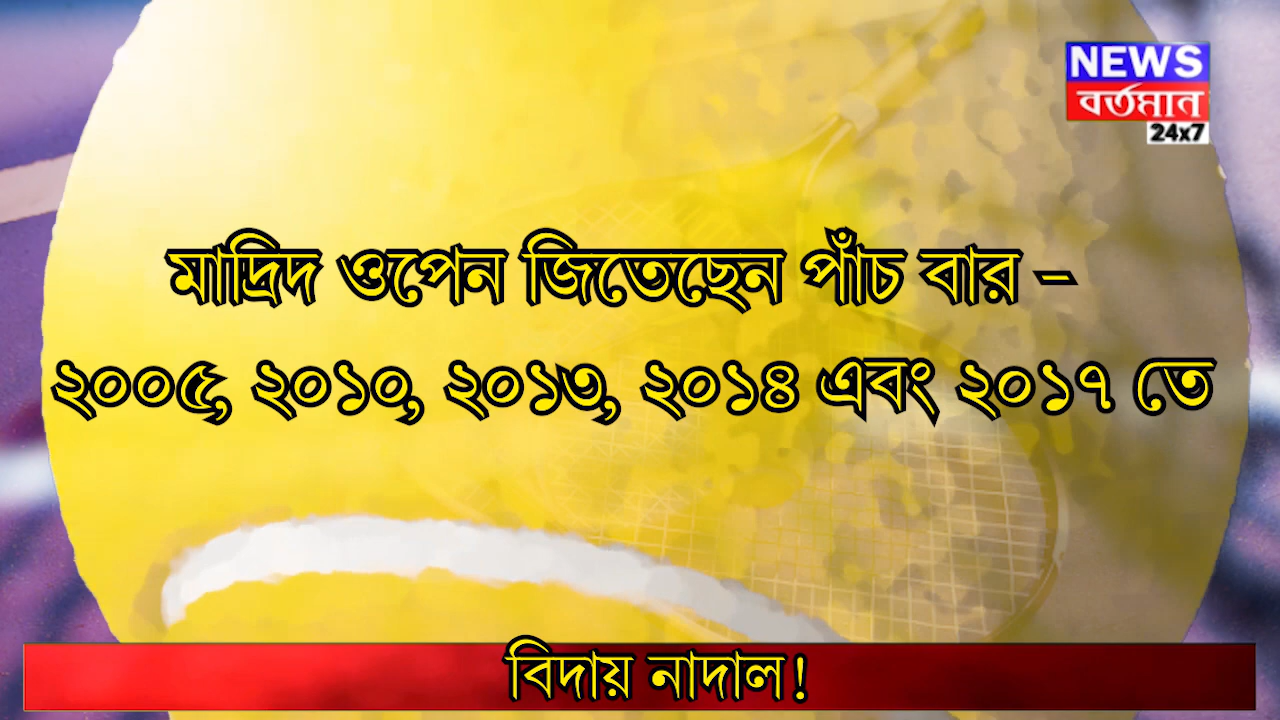 NEWS
বর্তমান
24x7
মাদ্রিদ ওপেন জিতেছেন পাঁচ বার -
২০০৫, ২০১০, ২০১৩, ২০১৪ এবং ২০১৭ তে
বিদায় নাদাল!